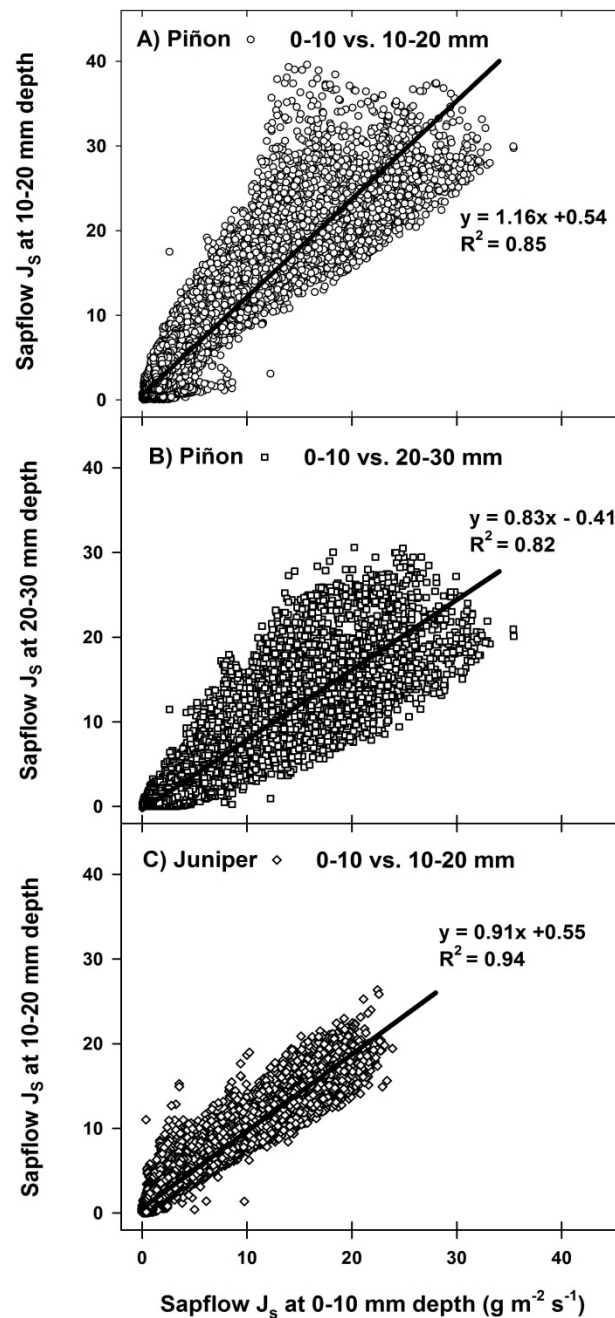 A) Piñon ○ 0-10 vs. 10-20 mm
40
30
20
10
0
Sapflow J_S at 10-20 mm depth
y = 1.16x +0.54
R² = 0.85
B) Piñon □ 0-10 vs. 20-30 mm
40
30
20
10
0
Sapflow J_S at 20-30 mm depth
y = 0.83x - 0.41
R² = 0.82
C) Juniper ◇ 0-10 vs. 10-20 mm
40
30
20
10
0
Sapflow J_S at 10-20 mm depth
y = 0.91x +0.55
R² = 0.94
0 10 20 30 40
Sapflow J_S at 0-10 mm depth (g m⁻² s⁻¹)